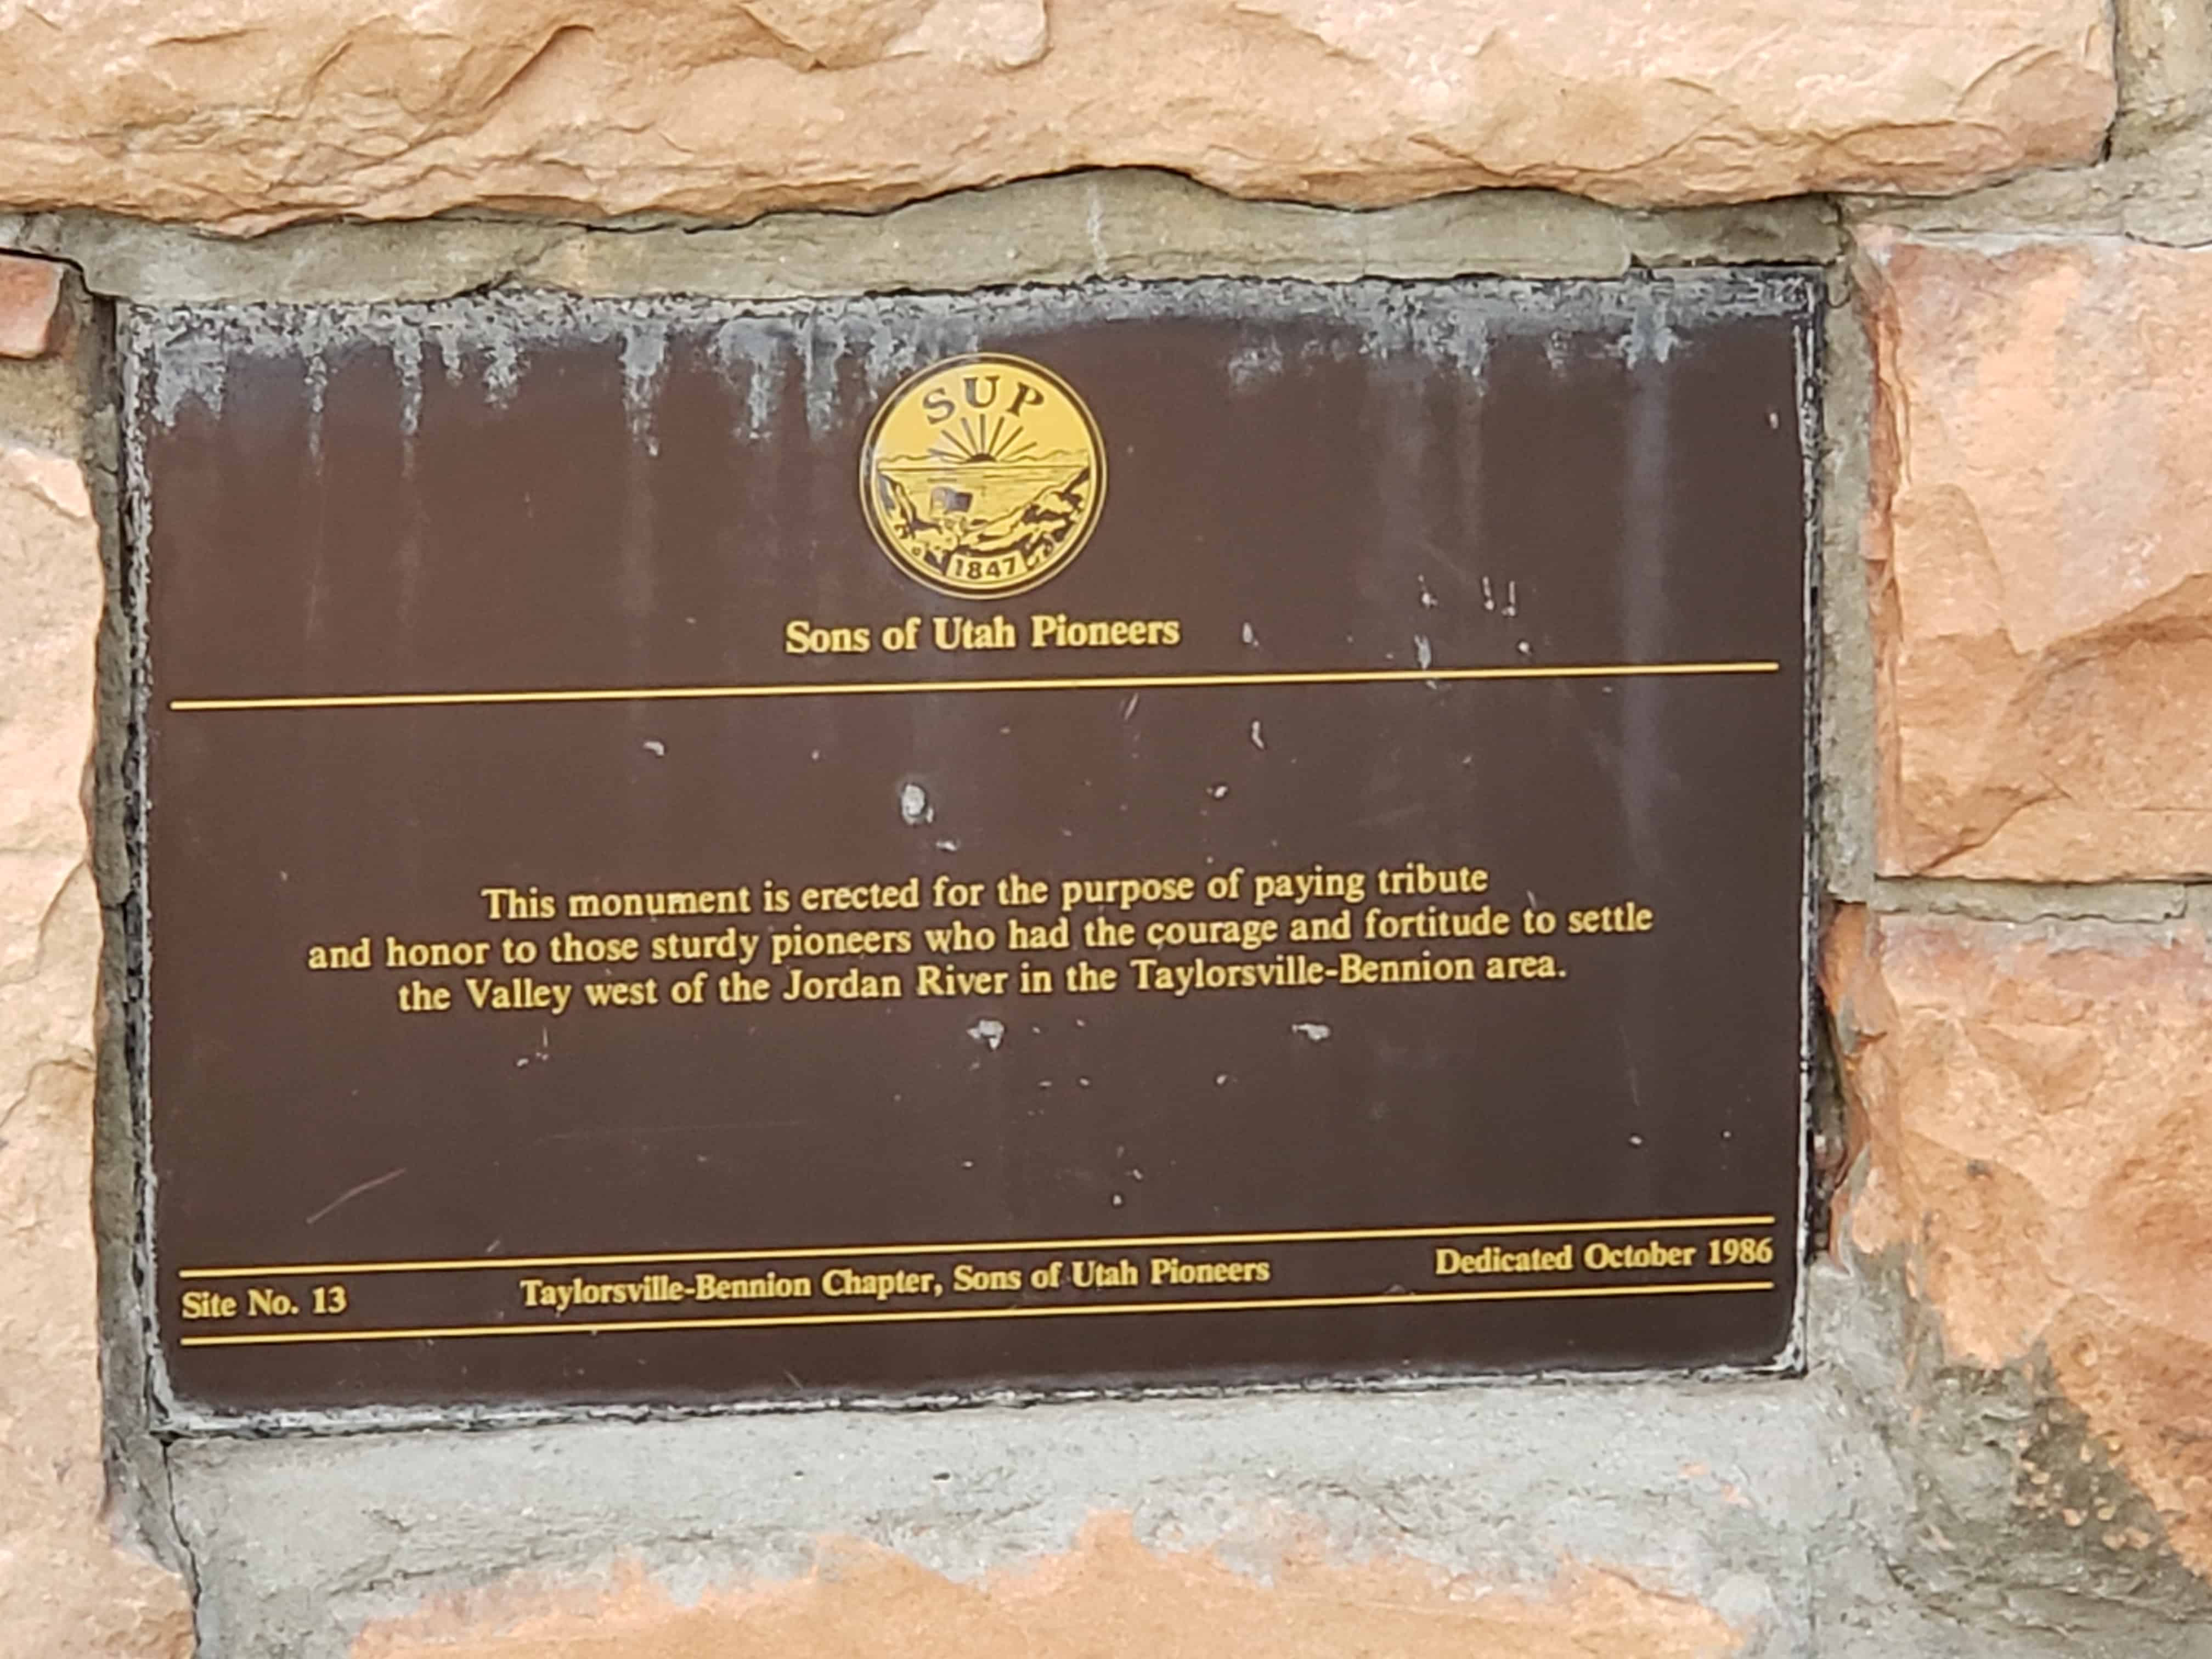 SUP
1847
Sons of Utah Pioneers
This monument is erected for the purpose of paying tribute
and honor to those sturdy pioneers who had the courage and fortitude to settle
the Valley west of the Jordan River in the Taylorsville-Bennion area.
Site No. 13 Taylorsville-Bennion Chapter, Sons of Utah Pioneers Dedicated October 1986